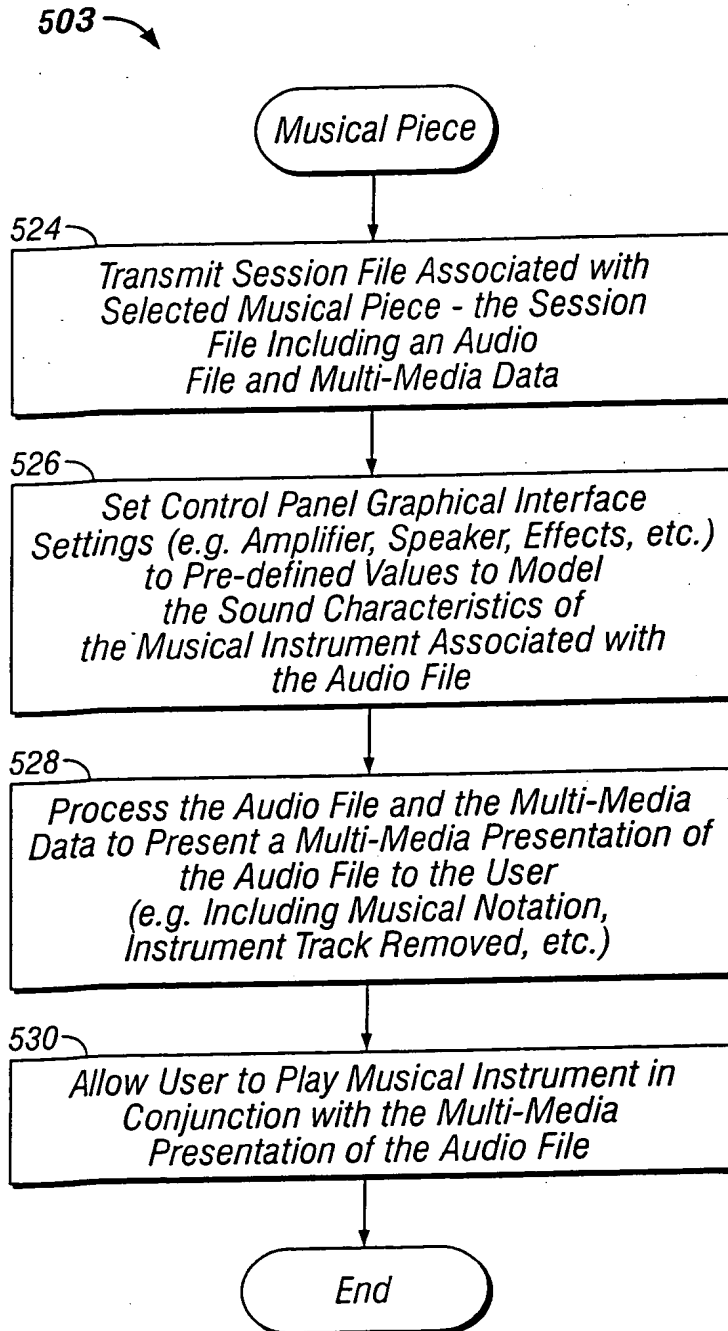 503
Musical Piece
524
Transmit Session File Associated with
Selected Musical Piece - the Session
File Including an Audio
File and Multi-Media Data
526
Set Control Panel Graphical Interface
Settings (e.g. Amplifier, Speaker, Effects, etc.)
to Pre-defined Values to Model
the Sound Characteristics of
the Musical Instrument Associated with
the Audio File
528
Process the Audio File and the Multi-Media
Data to Present a Multi-Media Presentation of
the Audio File to the User
(e.g. Including Musical Notation,
Instrument Track Removed, etc.)
530
Allow User to Play Musical Instrument in
Conjunction with the Multi-Media
Presentation of the Audio File
End